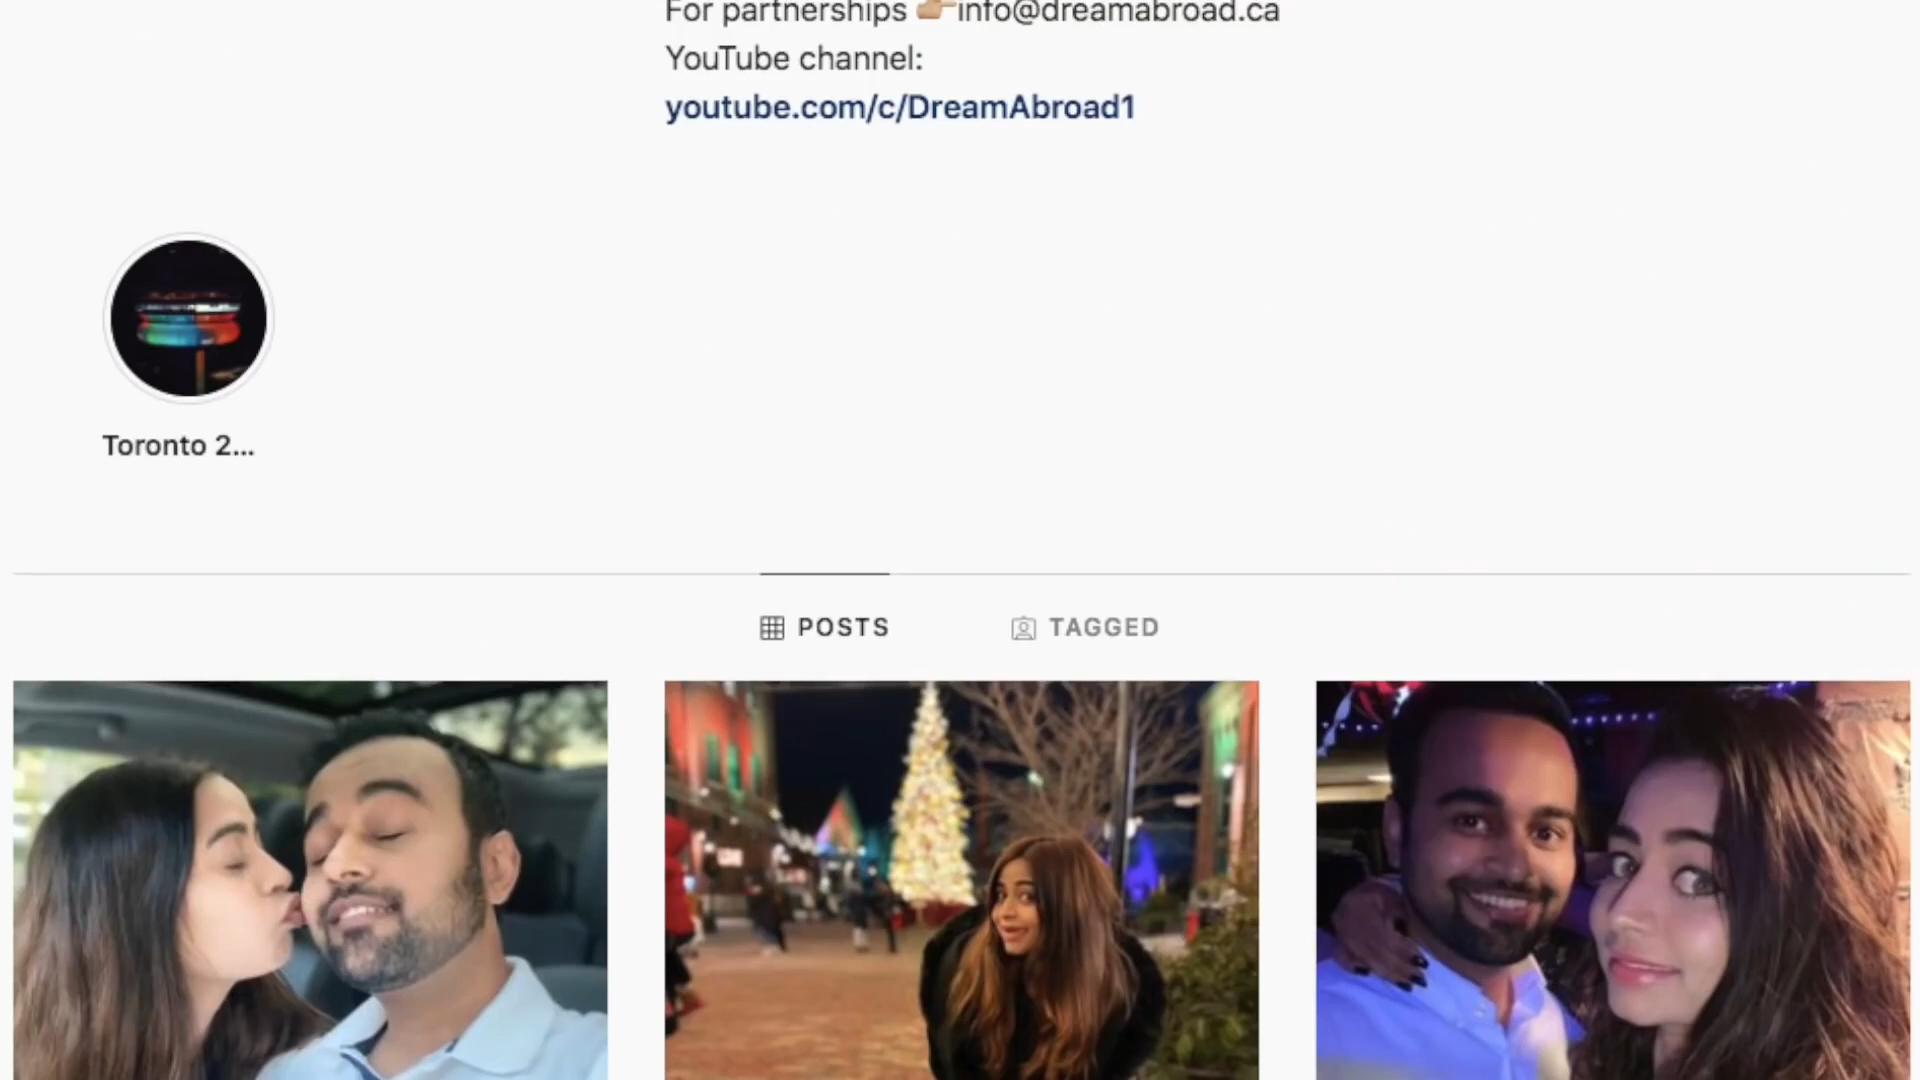 For partnerships 👉🏼info@dreamabroad.ca
YouTube channel:
youtube.com/c/DreamAbroad1
Toronto 2...
POSTS
TAGGED